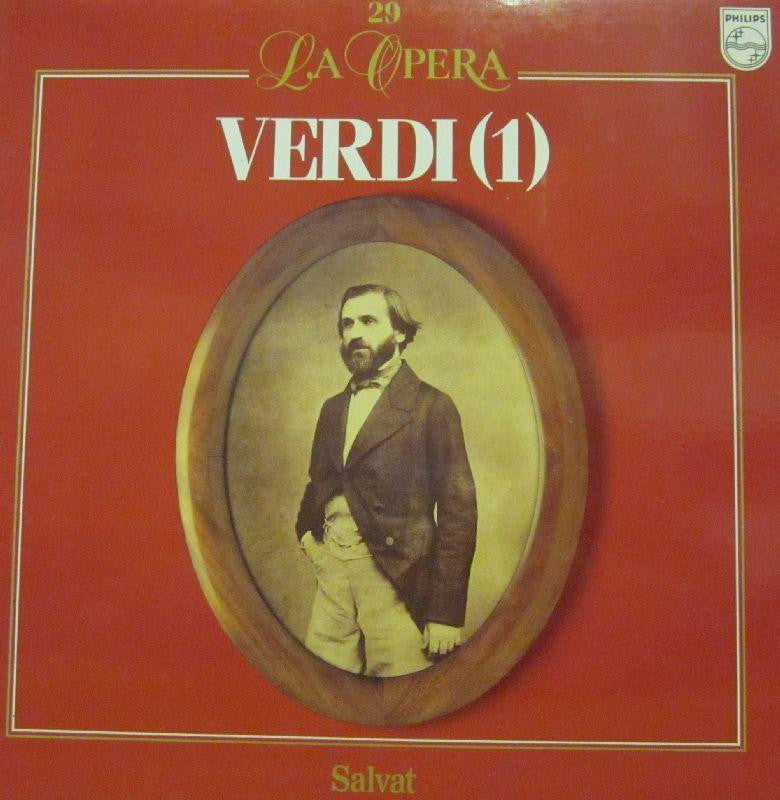 29
LA OPERA
PHILIPS
VERDI (1)
Salvat